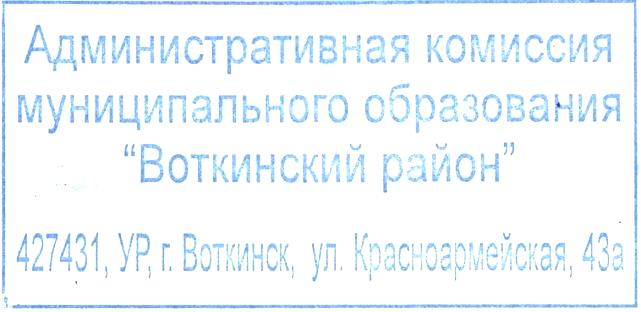 Административная комиссия
муниципального образования
“Воткинский район”
427431, УР, г. Воткинск, ул. Красноармейская, 43а